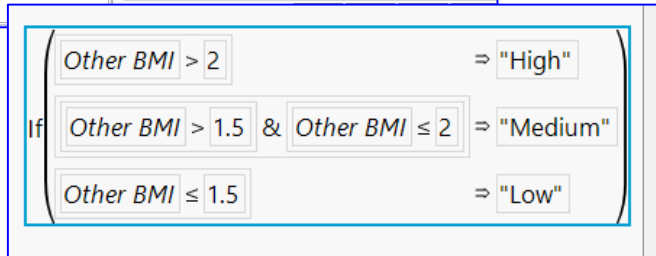 Other BMI > 2 ⇒ "High"
If Other BMI > 1.5 & Other BMI ≤ 2 ⇒ "Medium"
Other BMI ≤ 1.5 ⇒ "Low"